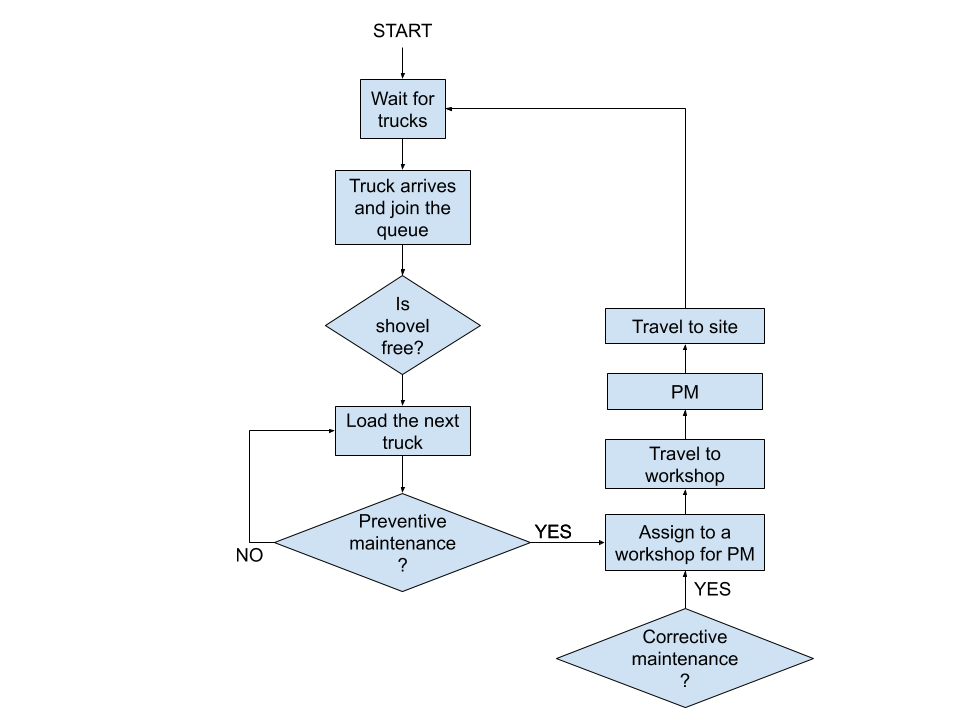 START
Wait for
trucks
Truck arrives
and join the
queue
Is
shovel
free?
Load the next
truck
Preventive
maintenance
?
NO
YES
Travel to site
PM
Travel to
workshop
Assign to a
workshop for PM
YES
Corrective
maintenance
?